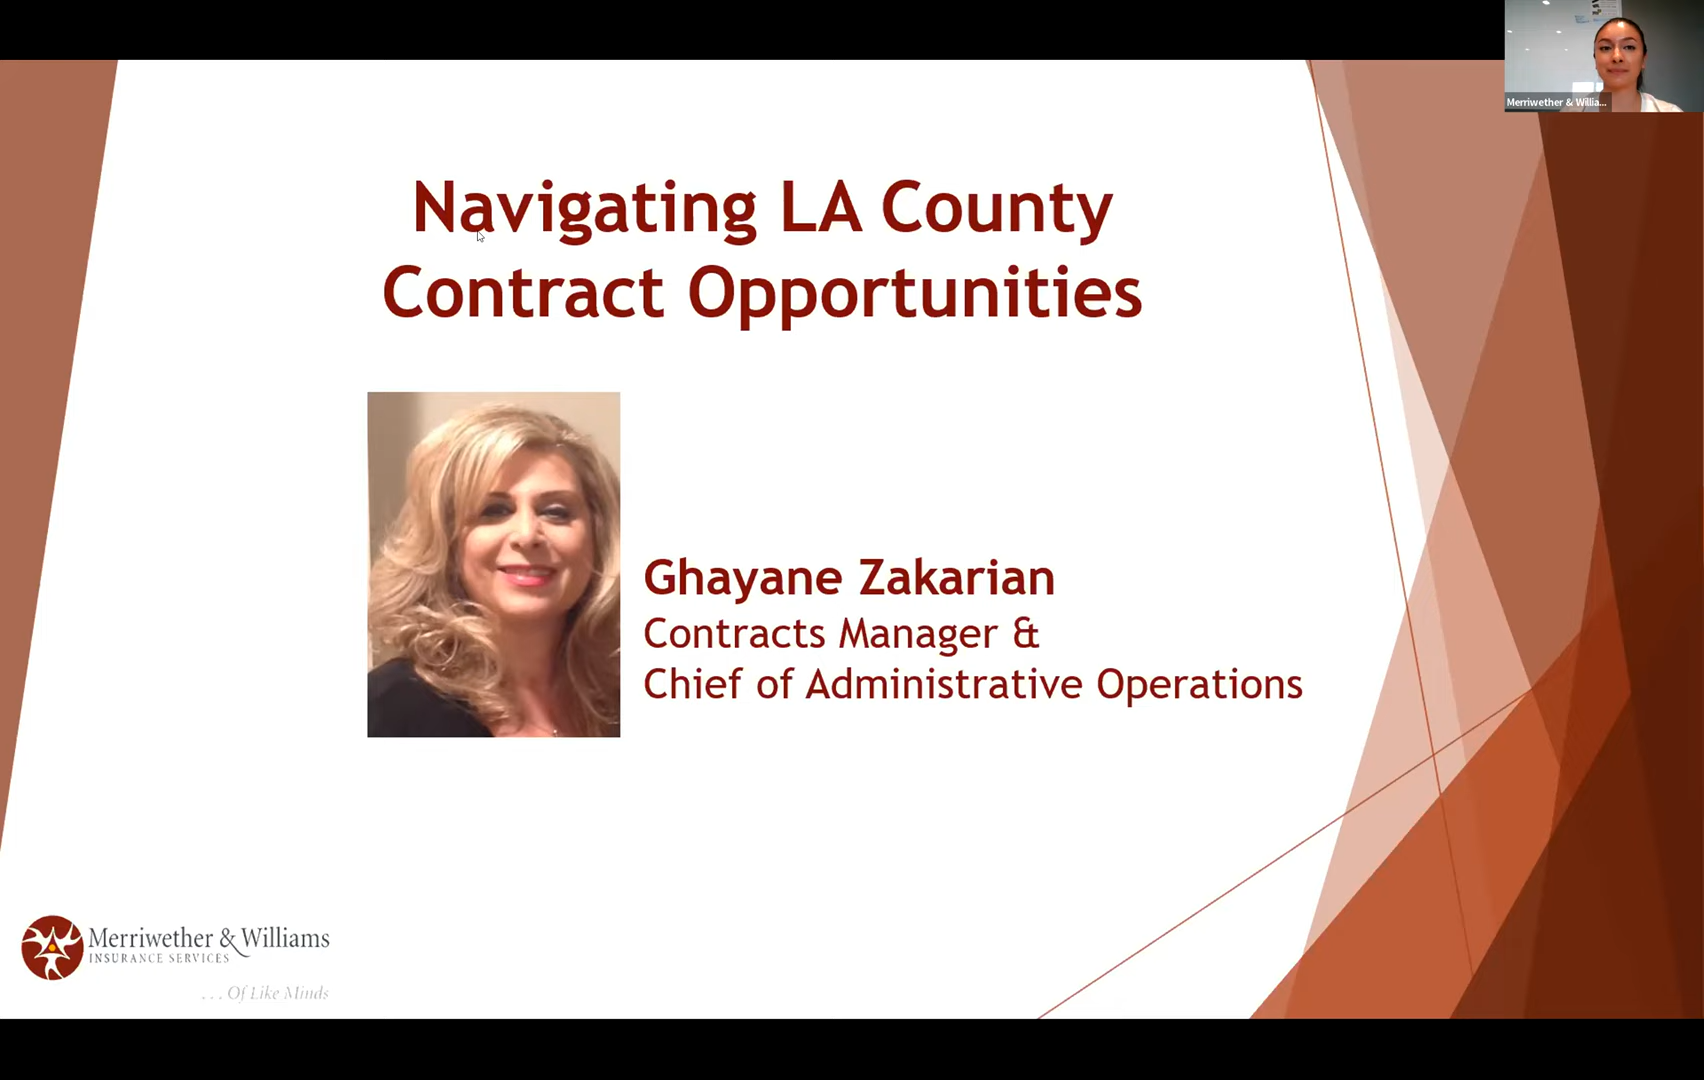 Merriwether & Willia...
Navigating LA County
Contract Opportunities
Ghayane Zakarian
Contracts Manager &
Chief of Administrative Operations
Merriwether & Williams
INSURANCE SERVICES
... Of Like Minds